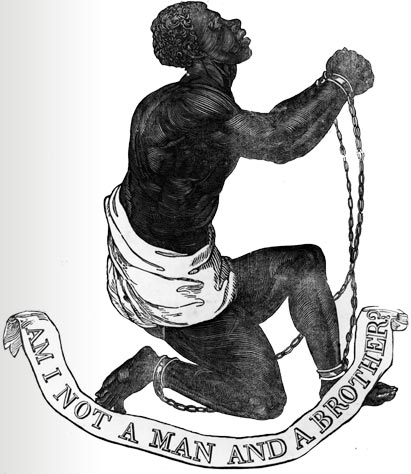 AM I NOT A MAN AND A BROTHER?